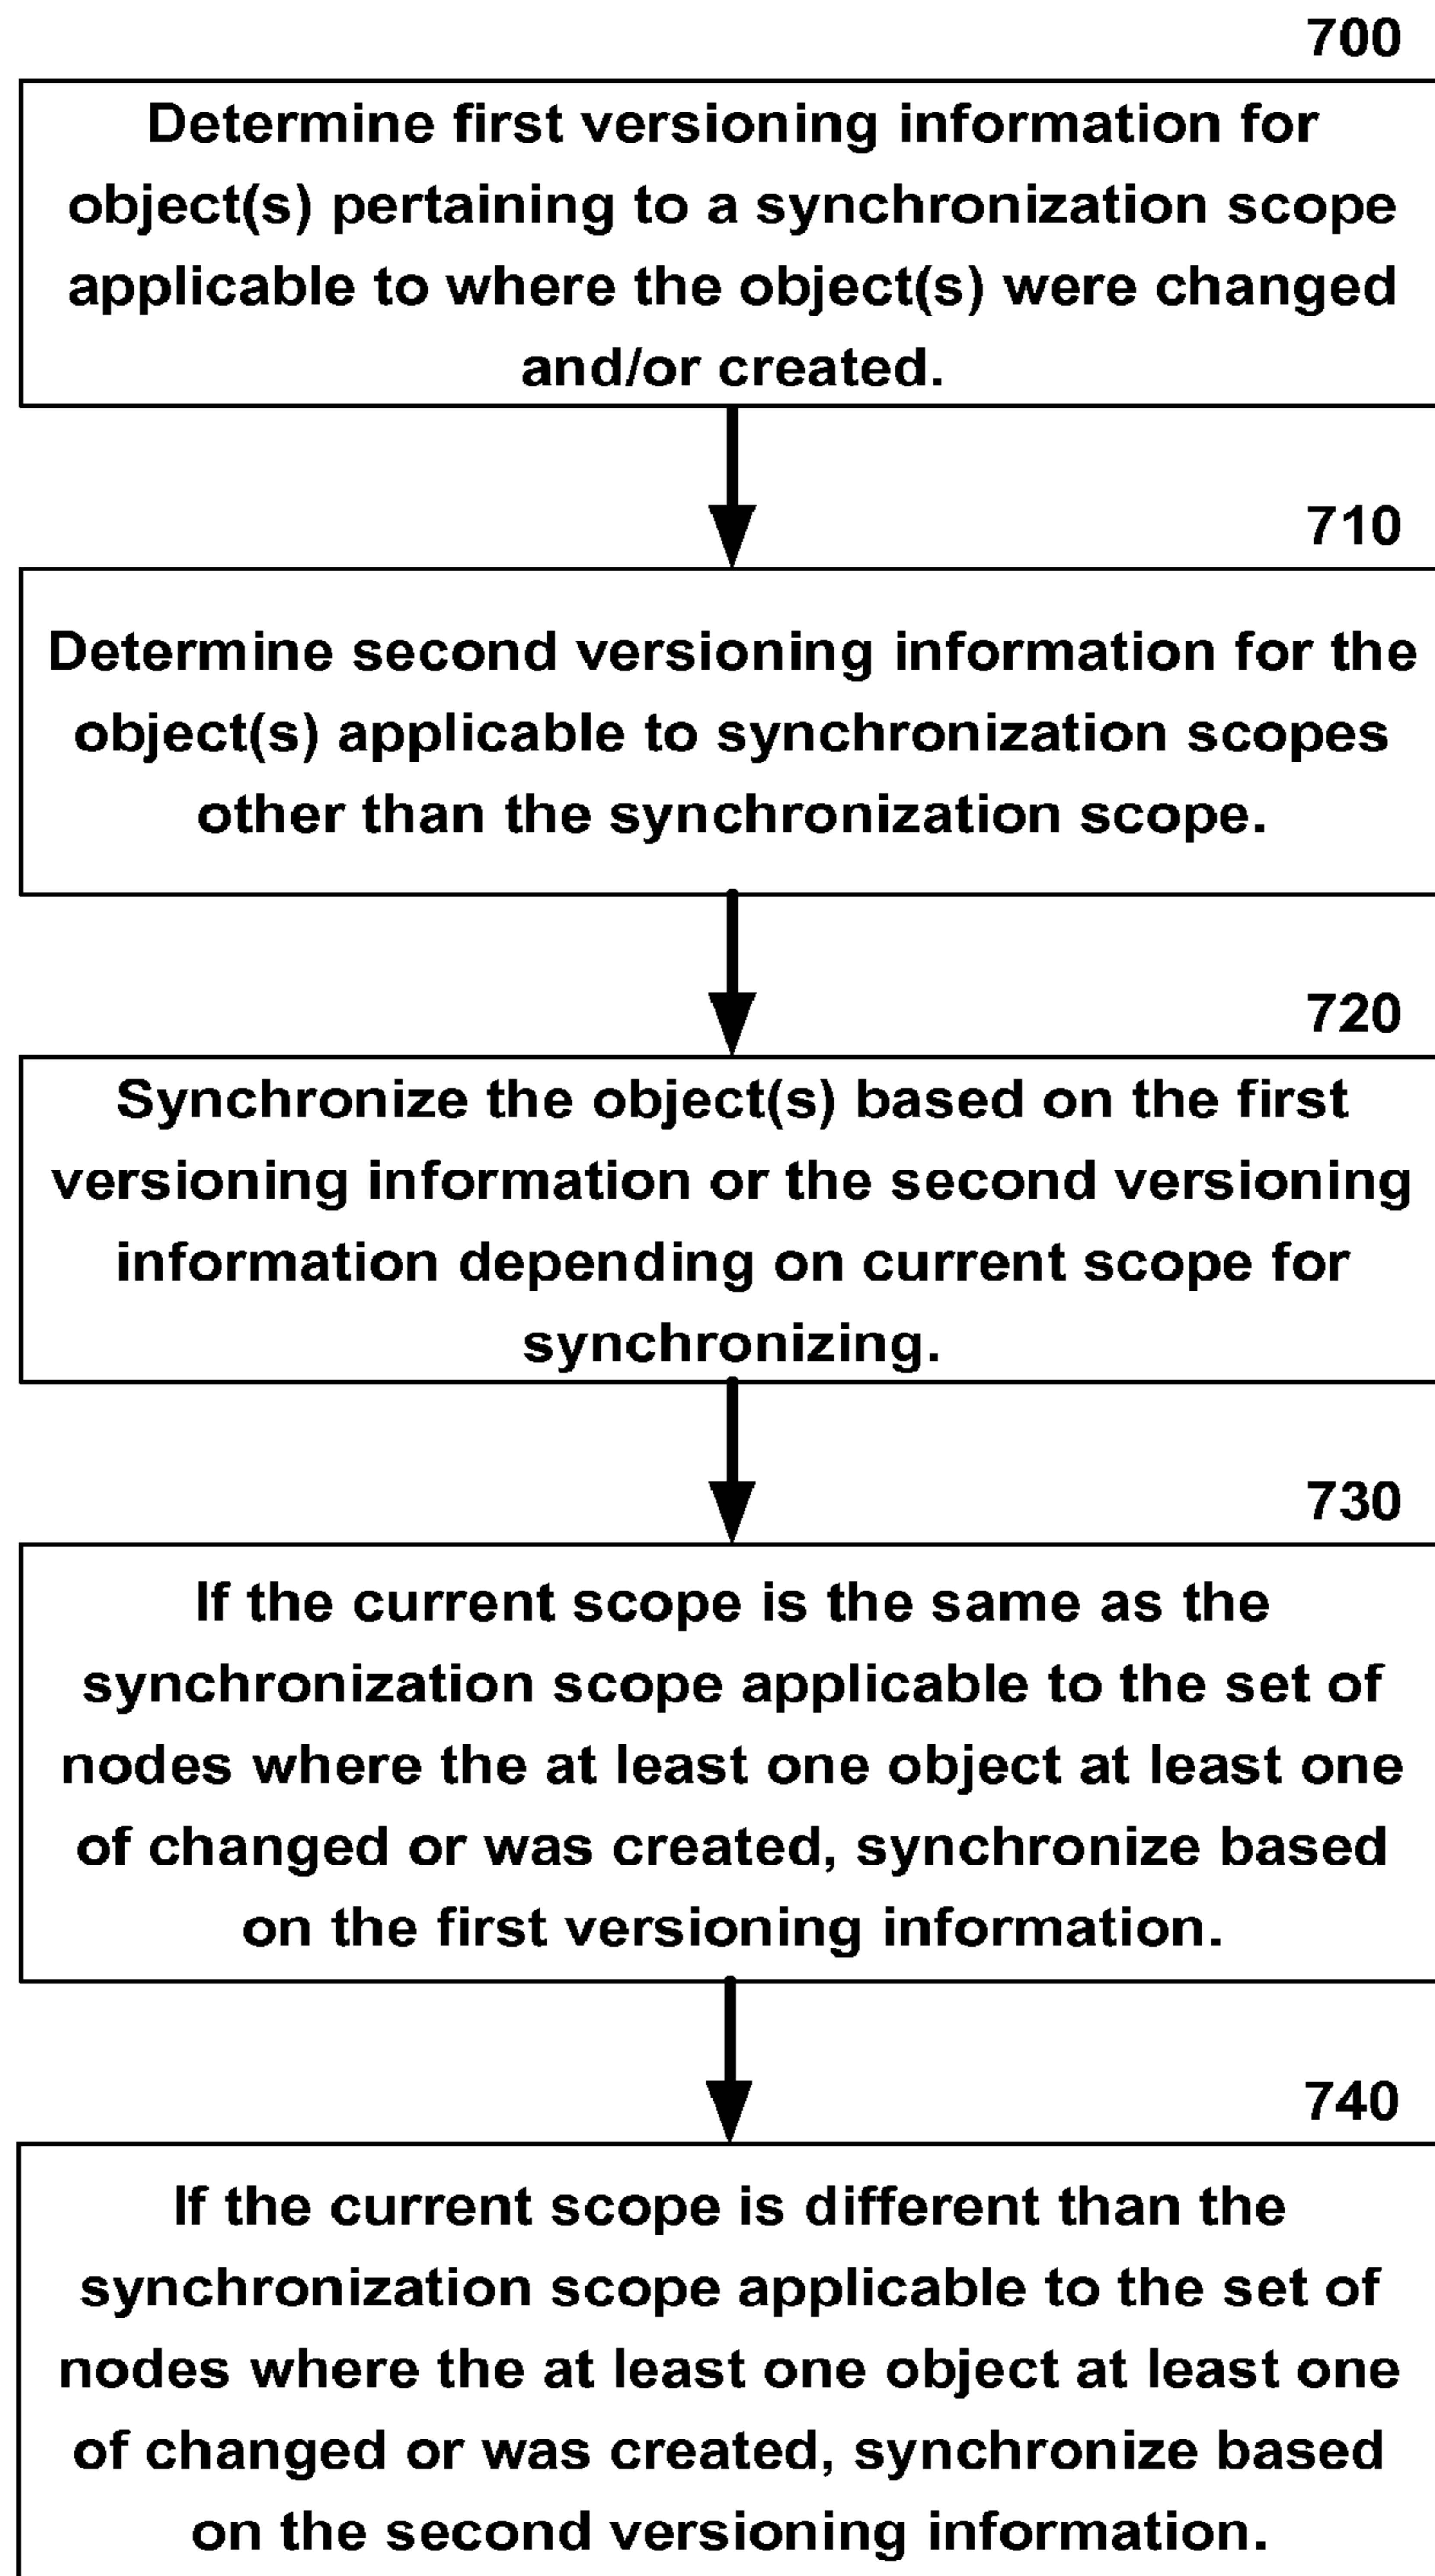 700
Determine first versioning information for
object(s) pertaining to a synchronization scope
applicable to where the object(s) were changed
and/or created.
710
Determine second versioning information for the
object(s) applicable to synchronization scopes
other than the synchronization scope.
720
Synchronize the object(s) based on the first
versioning information or the second versioning
information depending on current scope for
synchronizing.
730
If the current scope is the same as the
synchronization scope applicable to the set of
nodes where the at least one object at least one
of changed or was created, synchronize based
on the first versioning information.
740
If the current scope is different than the
synchronization scope applicable to the set of
nodes where the at least one object at least one
of changed or was created, synchronize based
on the second versioning information.